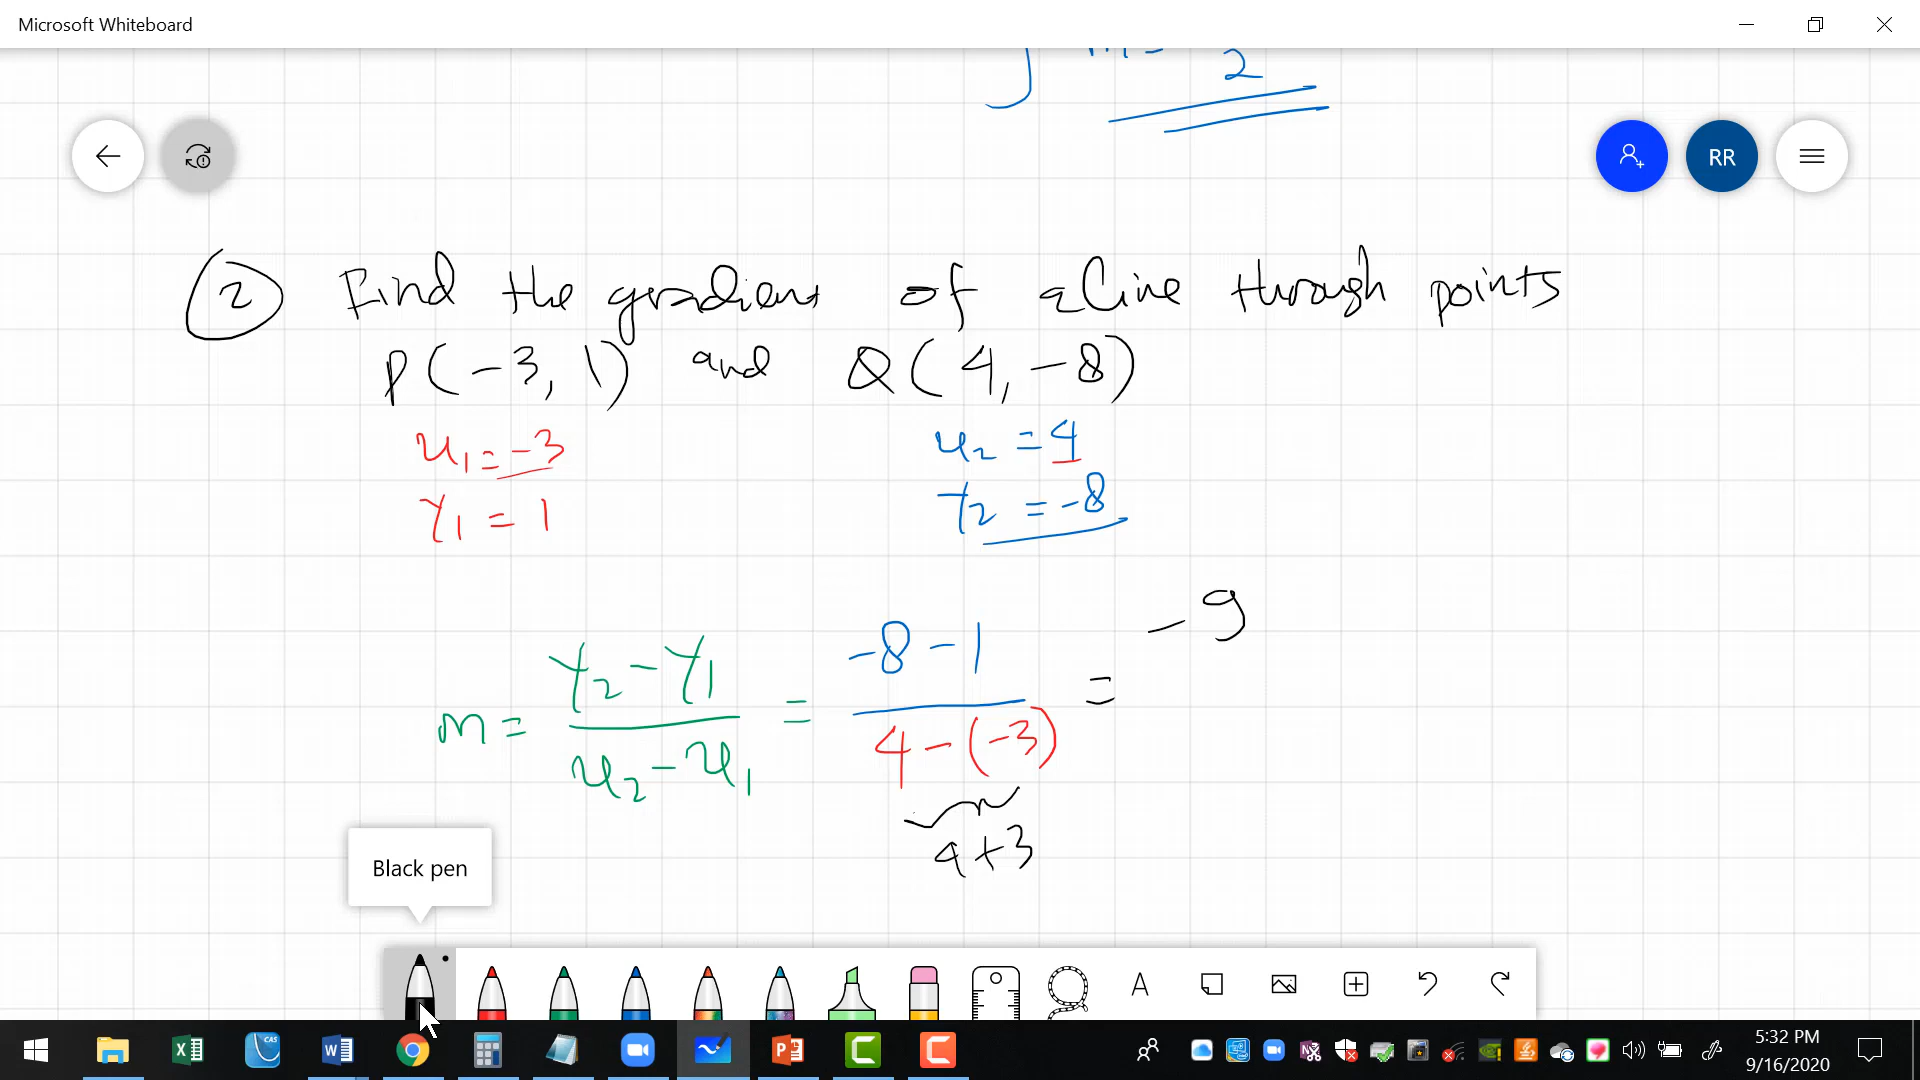 Microsoft Whiteboard
m = 2
RR
2 Find the gradient of a line through points
P(-3, 1) and Q(4, -8)
x1 = -3 x2 = 4
y1 = 1 y2 = -8
m = y2 - y1 / x2 - x1 = -8 - 1 / 4 - (-3) = -9
4 + 3
Black pen
A
5:32 PM
9/16/2020